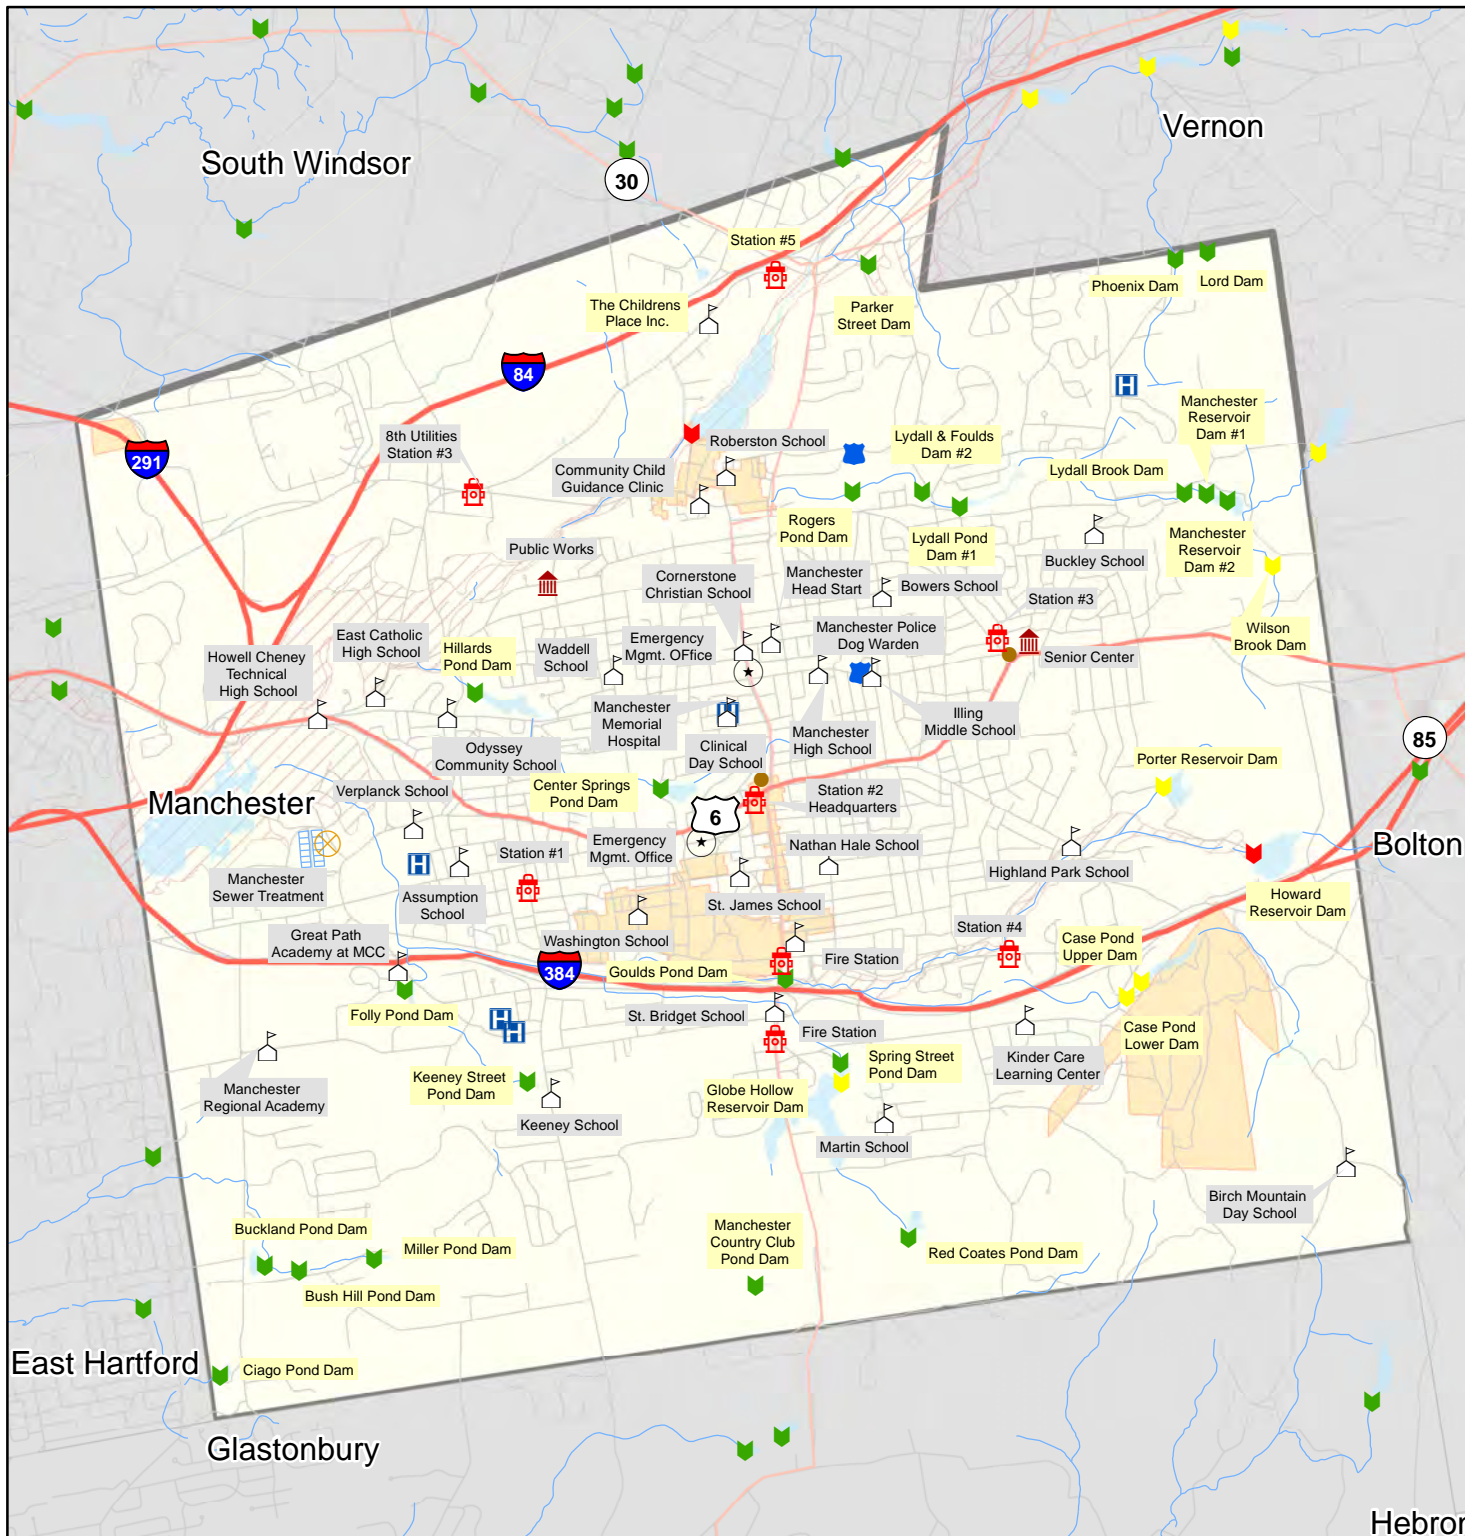 Vernon
South Windsor
30
Station #5
Phoenix Dam
Lord Dam
The Childrens
Place Inc.
Parker
Street Dam
84
Manchester
Reservoir
Dam #1
8th Utilities
Station #3
Roberston School
Lydall & Foulds
Dam #2
291
Community Child
Guidance Clinic
Lydall Brook Dam
Rogers
Pond Dam
Lydall Pond
Dam #1
Manchester
Reservoir
Dam #2
Public Works
Buckley School
Cornerstone
Christian School
Manchester
Head Start
Bowers School
Station #3
East Catholic
High School
Hillards
Pond Dam
Waddell
School
Emergency
Mgmt. OFfice
Manchester Police
Dog Warden
Wilson
Brook Dam
Howell Cheney
Technical
High School
Senior Center
Manchester
Memorial
Hospital
Illing
Middle School
Odyssey
Community School
Clinical
Day School
Manchester
High School
85
Porter Reservoir Dam
Center Springs
Pond Dam
Verplanck School
Manchester
Station #2
Headquarters
6
Emergency
Mgmt. Office
Nathan Hale School
Bolton
Station #1
Highland Park School
Manchester
Sewer Treatment
Assumption
School
St. James School
Howard
Reservoir Dam
Station #4
Great Path
Academy at MCC
Washington School
Case Pond
Upper Dam
Fire Station
384
Goulds Pond Dam
Folly Pond Dam
St. Bridget School
Fire Station
Case Pond
Lower Dam
Spring Street
Pond Dam
Kinder Care
Learning Center
Keeney Street
Pond Dam
Manchester
Regional Academy
Globe Hollow
Reservoir Dam
Keeney School
Martin School
Birch Mountain
Day School
Buckland Pond Dam
Miller Pond Dam
Manchester
Country Club
Pond Dam
Red Coates Pond Dam
Bush Hill Pond Dam
East Hartford
Ciago Pond Dam
Glastonbury
Hebron